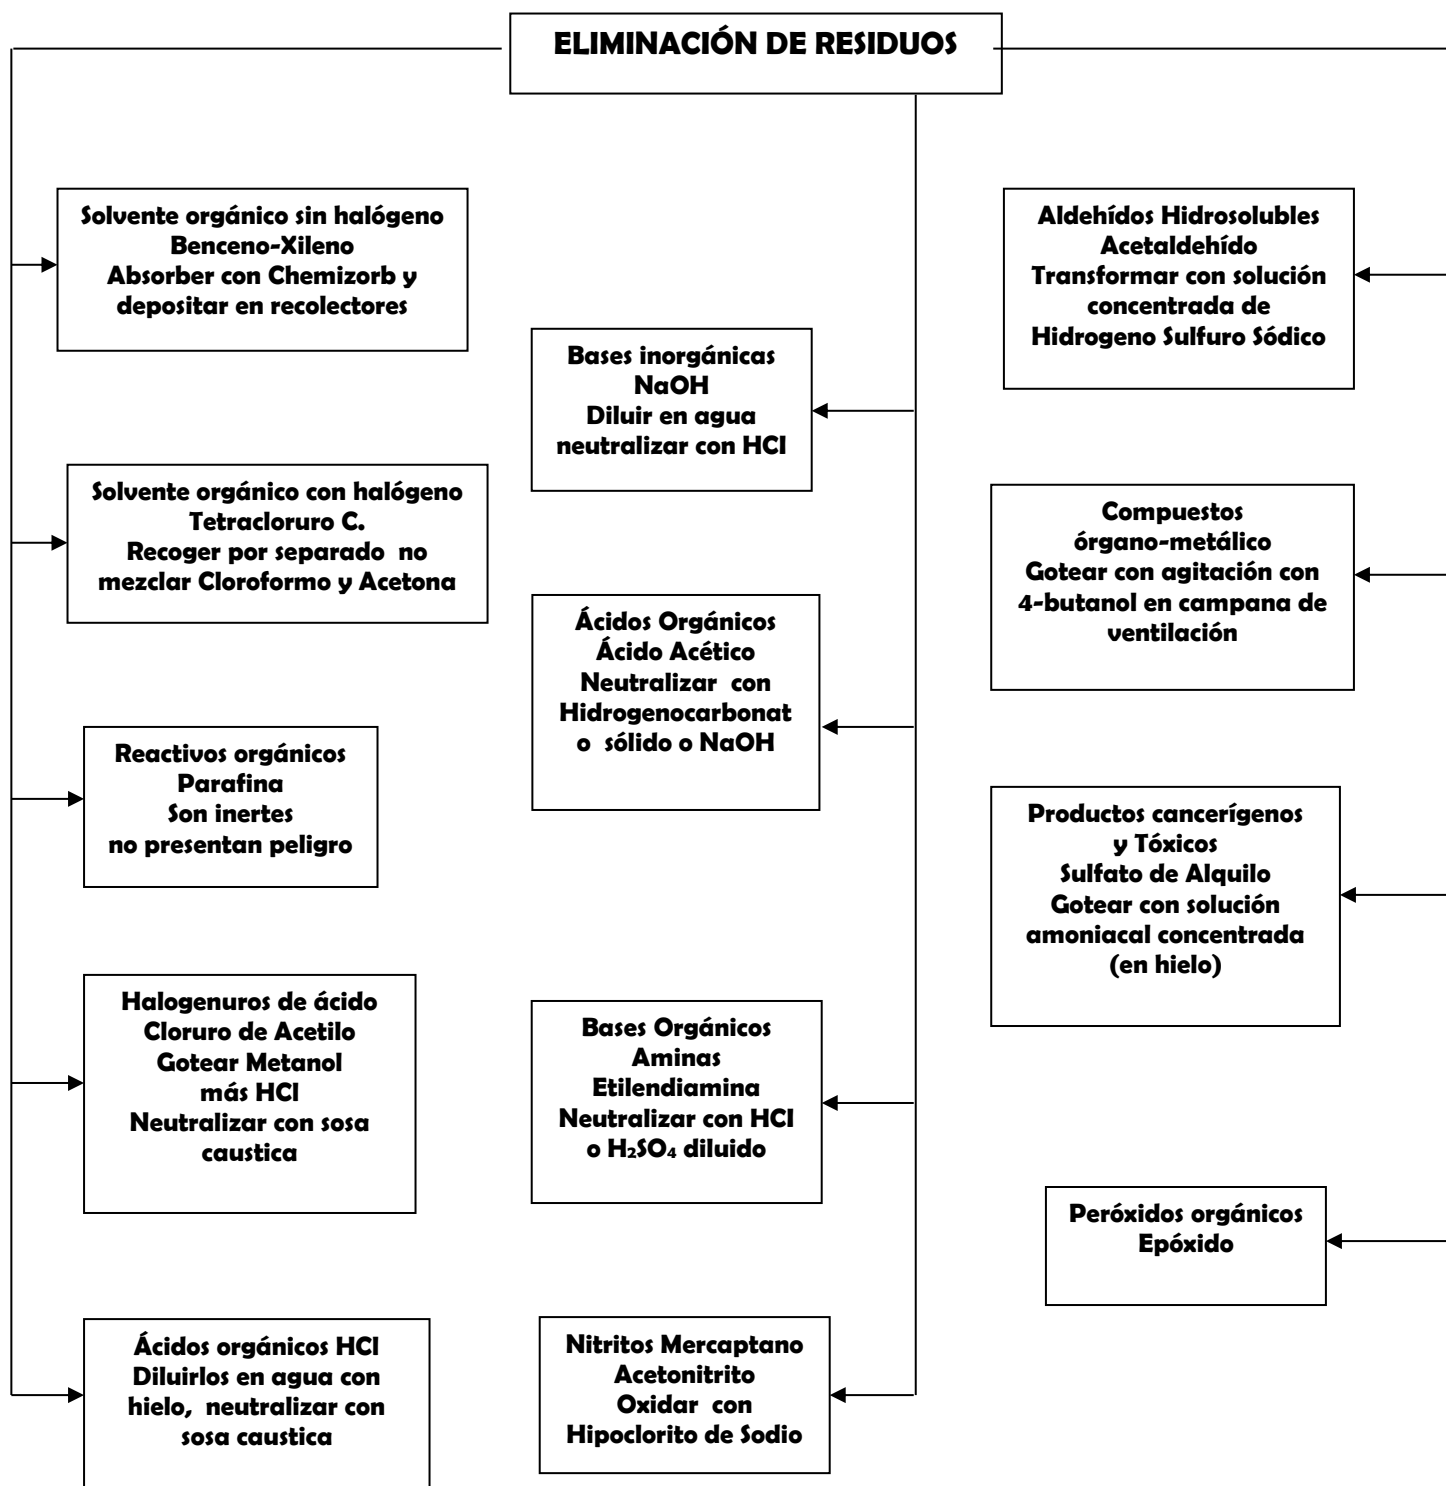 ELIMINACIÓN DE RESIDUOS
Solvente orgánico sin halógeno
Benceno-Xileno
Absorber con Chemizorb y
depositar en recolectores
Solvente orgánico con halógeno
Tetracloruro C.
Recoger por separado no
mezclar Cloroformo y Acetona
Reactivos orgánicos
Parafina
Son inertes
no presentan peligro
Halogenuros de ácido
Cloruro de Acetilo
Gotear Metanol
más HCl
Neutralizar con sosa
caustica
Ácidos orgánicos HCl
Diluirlos en agua con
hielo, neutralizar con
sosa caustica
Bases inorgánicas
NaOH
Diluir en agua
neutralizar con HCl
Ácidos Orgánicos
Ácido Acético
Neutralizar con
Hidrogenocarbonat
o sólido o NaOH
Bases Orgánicos
Aminas
Etilendiamina
Neutralizar con HCl
o H₂SO₄ diluido
Nitritos Mercaptano
Acetonitrito
Oxidar con
Hipoclorito de Sodio
Aldehídos Hidrosolubles
Acetaldehído
Transformar con solución
concentrada de
Hidrogeno Sulfuro Sódico
Compuestos
órgano-metálico
Gotear con agitación con
4-butanol en campana de
ventilación
Productos cancerígenos
y Tóxicos
Sulfato de Alquilo
Gotear con solución
amoniacal concentrada
(en hielo)
Peróxidos orgánicos
Epóxido